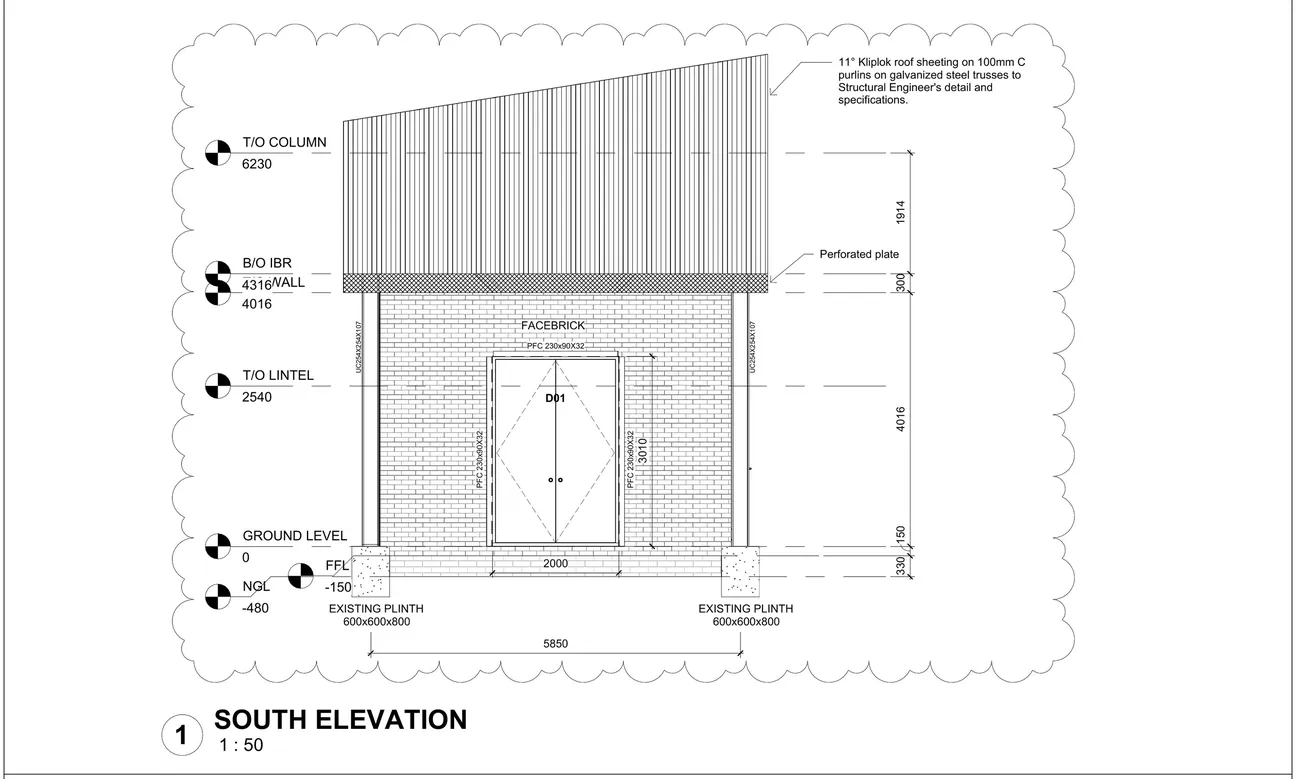 11° Kliplok roof sheeting on 100mm C
purlins on galvanized steel trusses to
Structural Engineer's detail and
specifications.
T/O COLUMN
6230
1914
Perforated plate
B/O IBR
4316
WALL
4016
300
FACEBRICK
PFC 230x90X32
UC254X254X107
UC254X254X107
T/O LINTEL
2540
D01
4016
PFC 230x90X32
PFC 230x90X32
3010
GROUND LEVEL
0
150
FFL
-150
2000
330
NGL
-480
EXISTING PLINTH
600x600x800
EXISTING PLINTH
600x600x800
5850
1
SOUTH ELEVATION
1 : 50